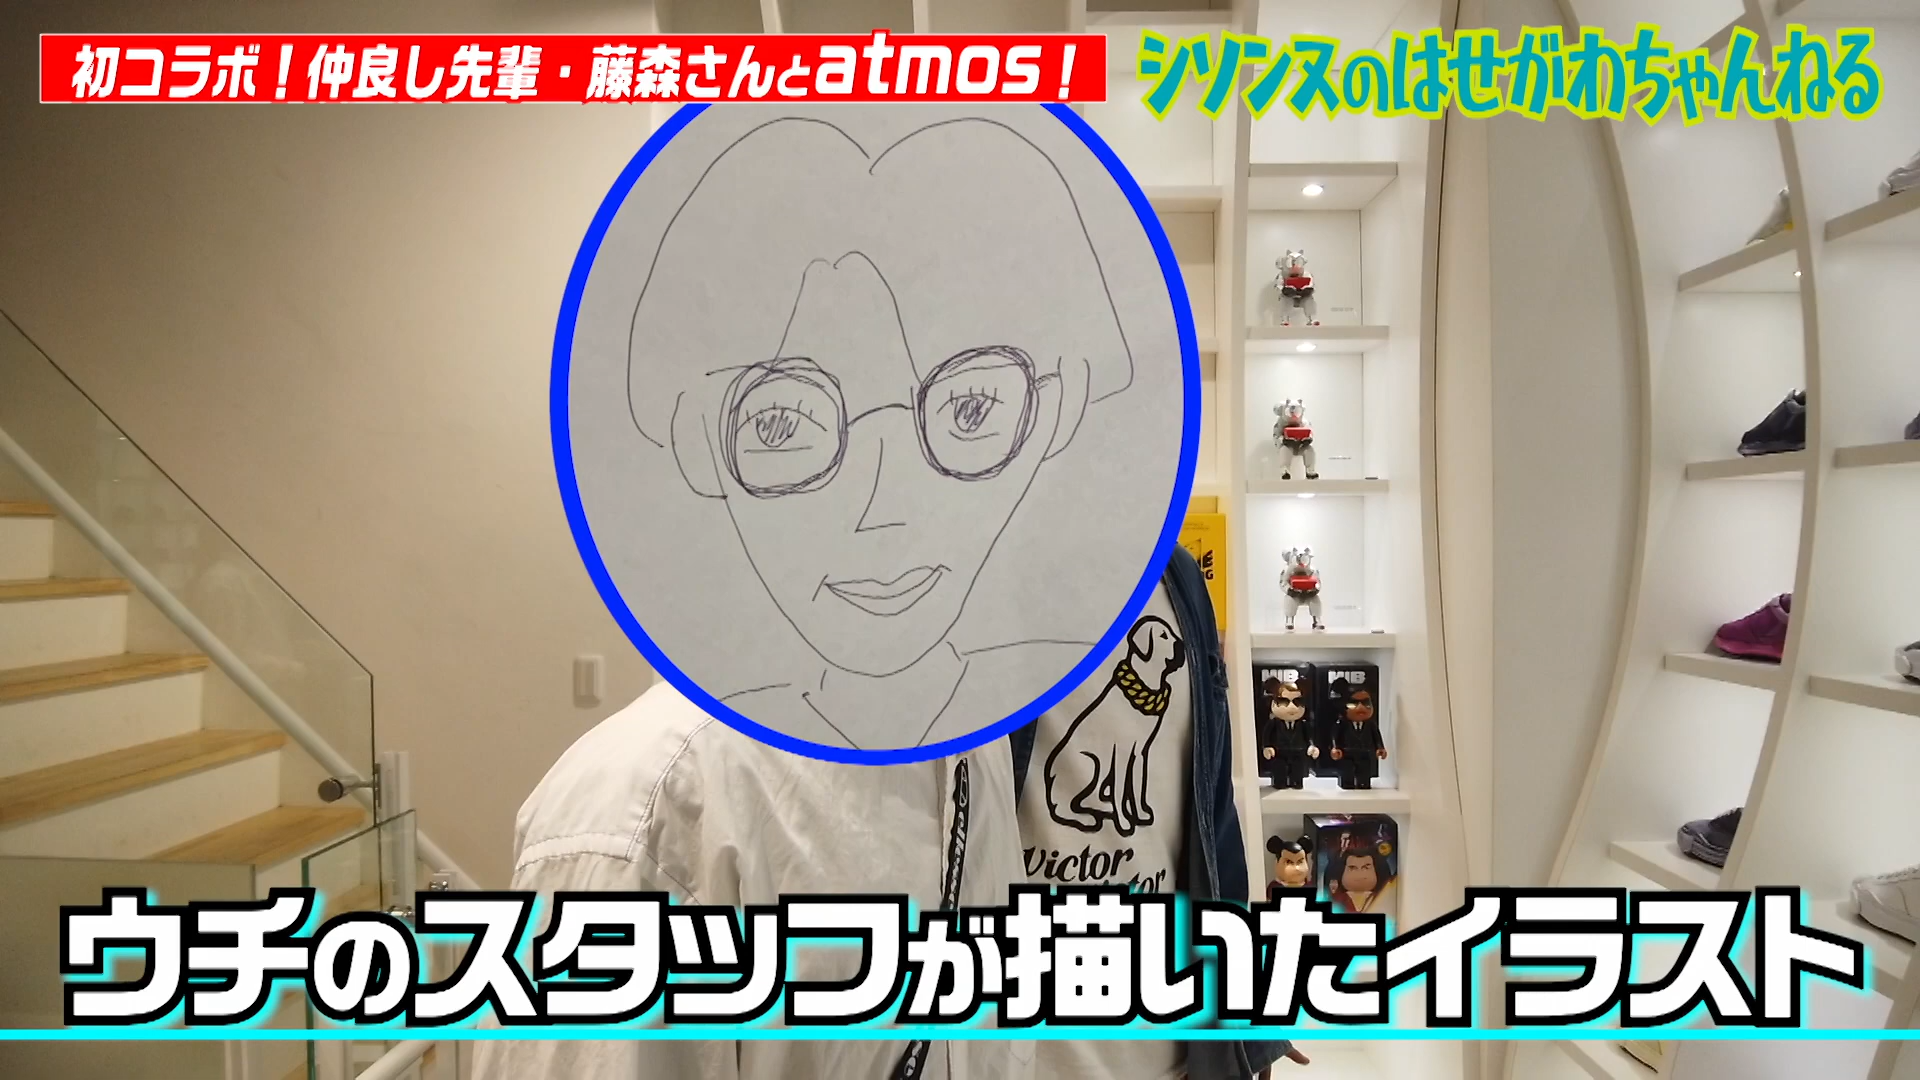 初コラボ！仲良し先輩・藤森さんとatmos！
シソンヌのはせがわちゃんねる
MIB
MIB
Victor
ウチのスタッフが描いたイラスト